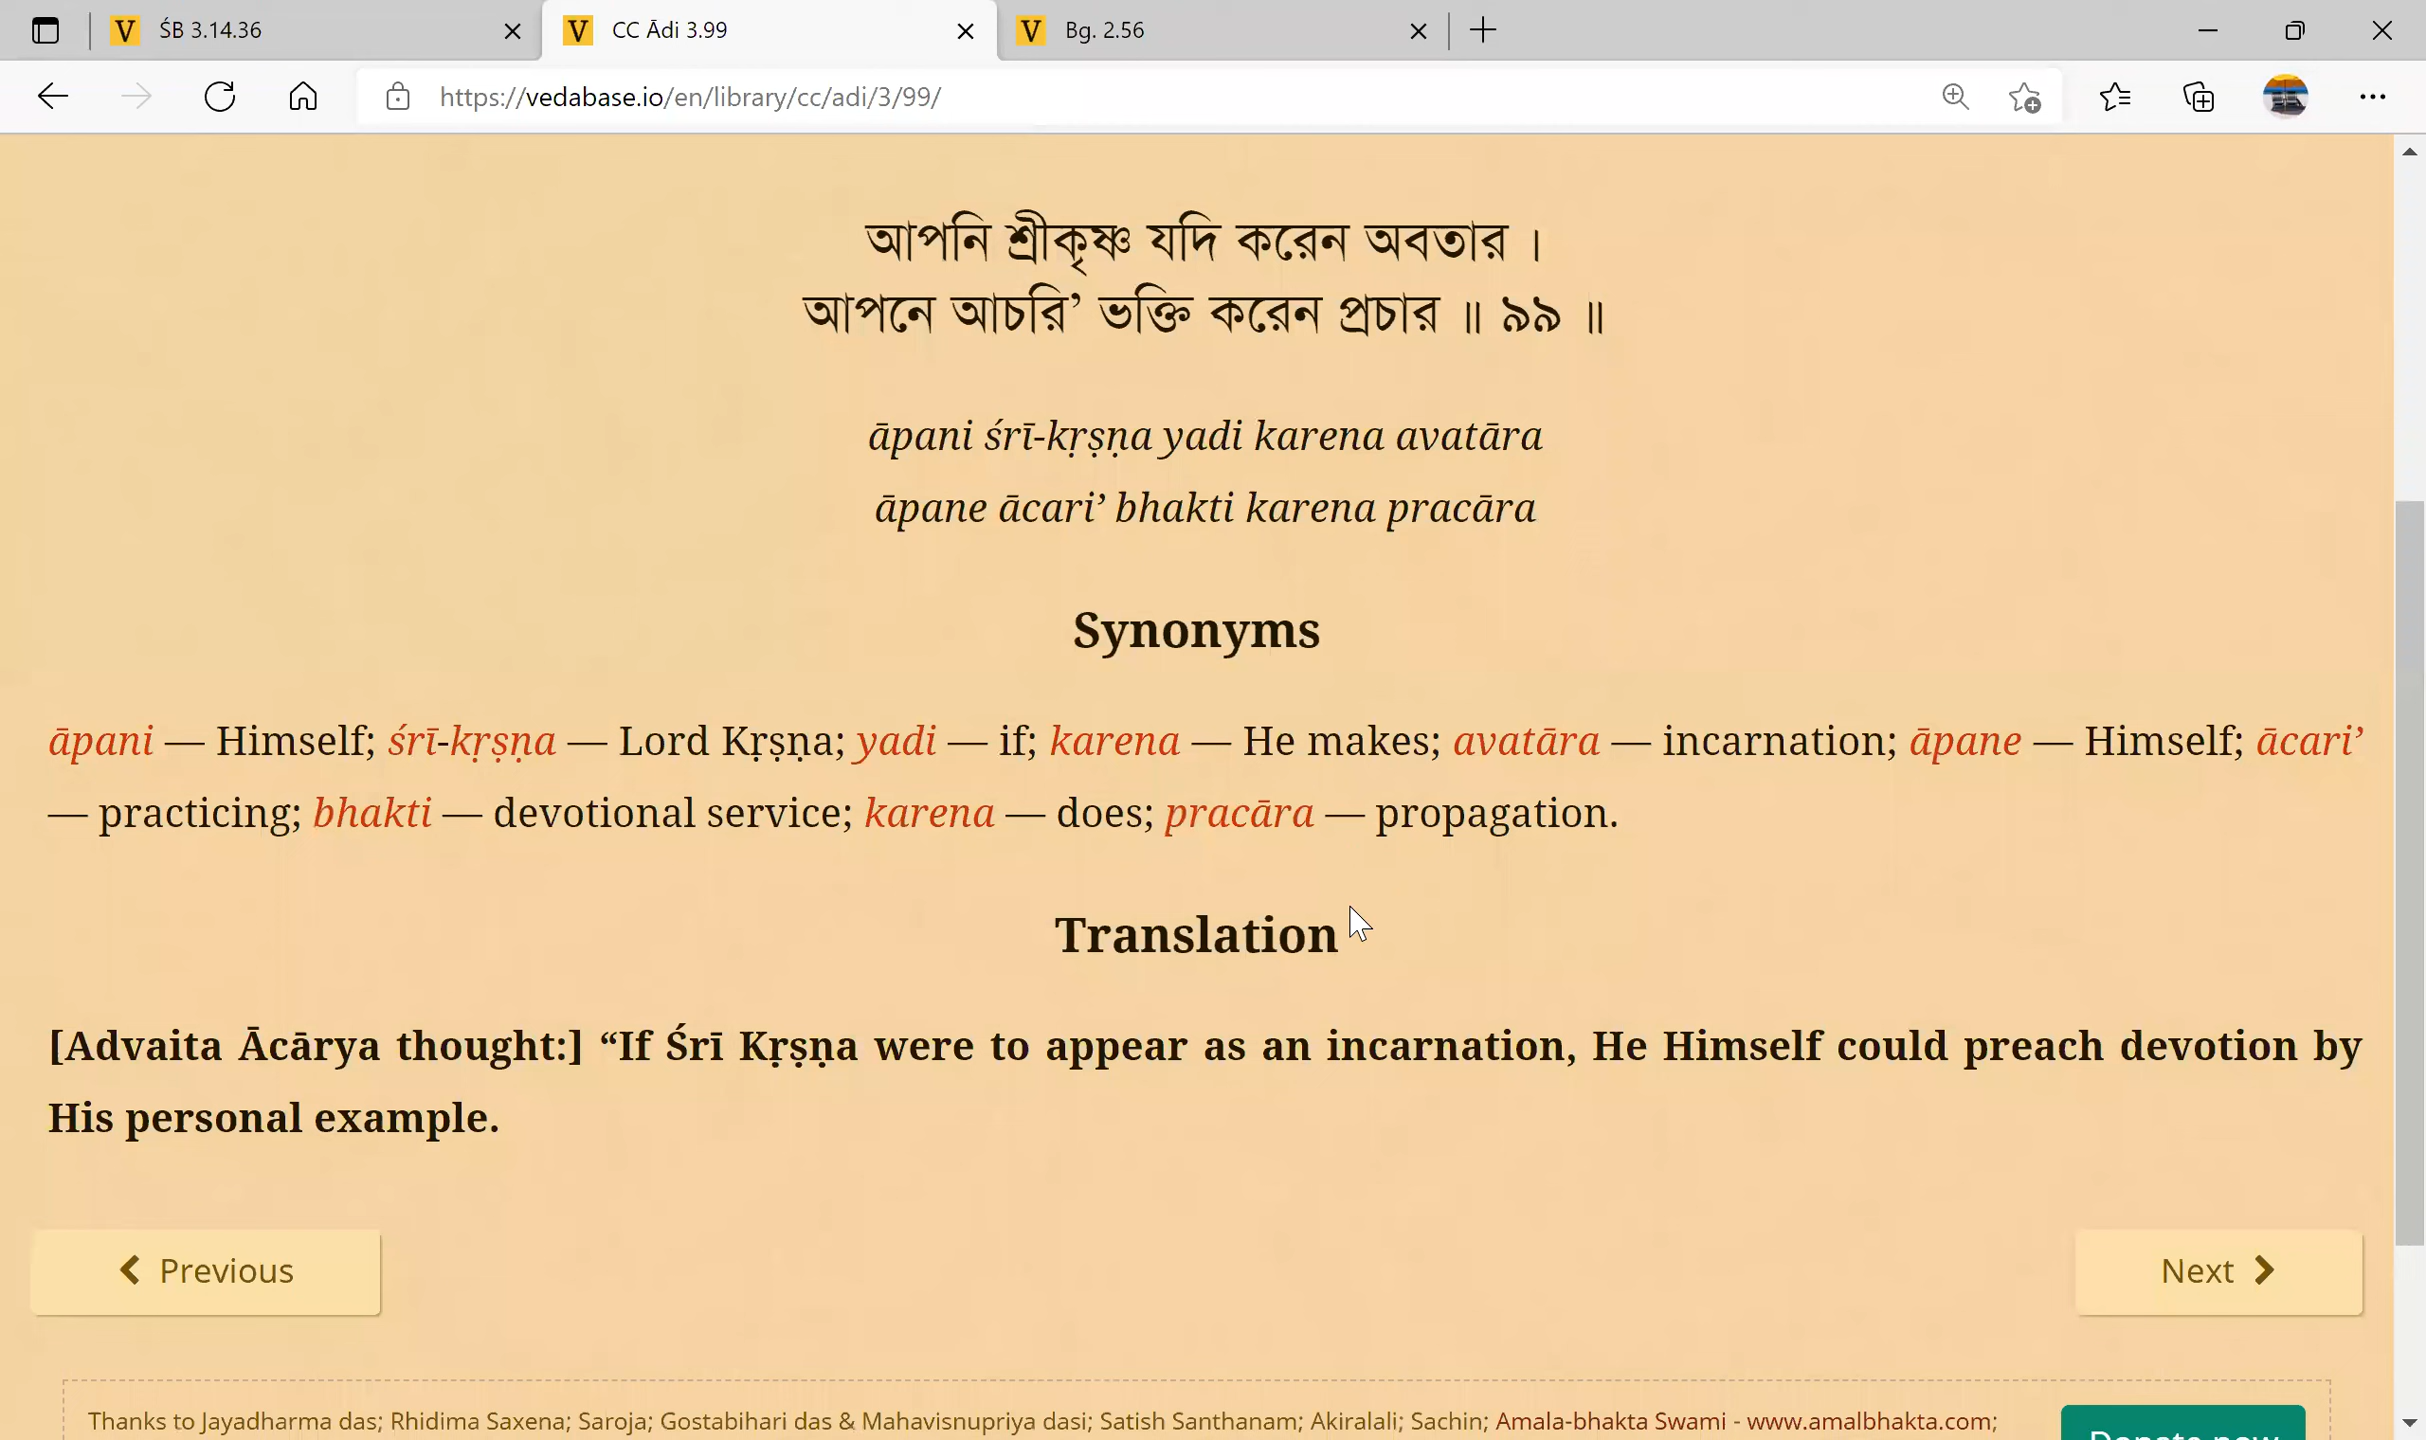 ŚB 3.14.36
CC Ādi 3.99
Bg. 2.56
https://vedabase.io/en/library/cc/adi/3/99/
আপনি শ্রীকৃষ্ণ যদি করেন অবতার ।
আপনে আচরি’ ভক্তি করেন প্রচার ॥ ৯৯ ॥
āpani śrī-kṛṣṇa yadi karena avatāra
āpane ācari’ bhakti karena pracāra
Synonyms
āpani — Himself; śrī-kṛṣṇa — Lord Kṛṣṇa; yadi — if; karena — He makes; avatāra — incarnation; āpane — Himself; ācari’
— practicing; bhakti — devotional service; karena — does; pracāra — propagation.
Translation
[Advaita Ācārya thought:] “If Śrī Kṛṣṇa were to appear as an incarnation, He Himself could preach devotion by
His personal example.
Previous
Next
Thanks to Jayadharma das; Rhidima Saxena; Saroja; Gostabihari das & Mahavisnupriya dasi; Satish Santhanam; Akiralali; Sachin; Amala-bhakta Swami - www.amalbhakta.com;
Donate now